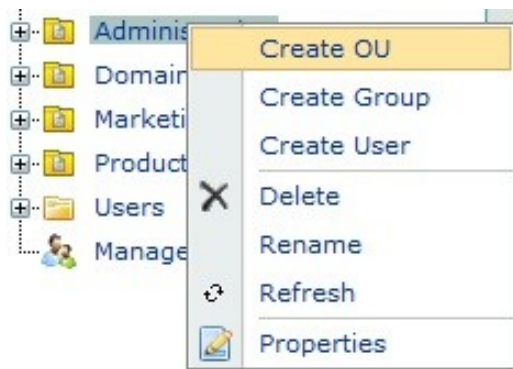 Adminis
Create OU
Domain
Create Group
Marketi
Create User
Product
Delete
Users
Rename
Manage
Refresh
Properties